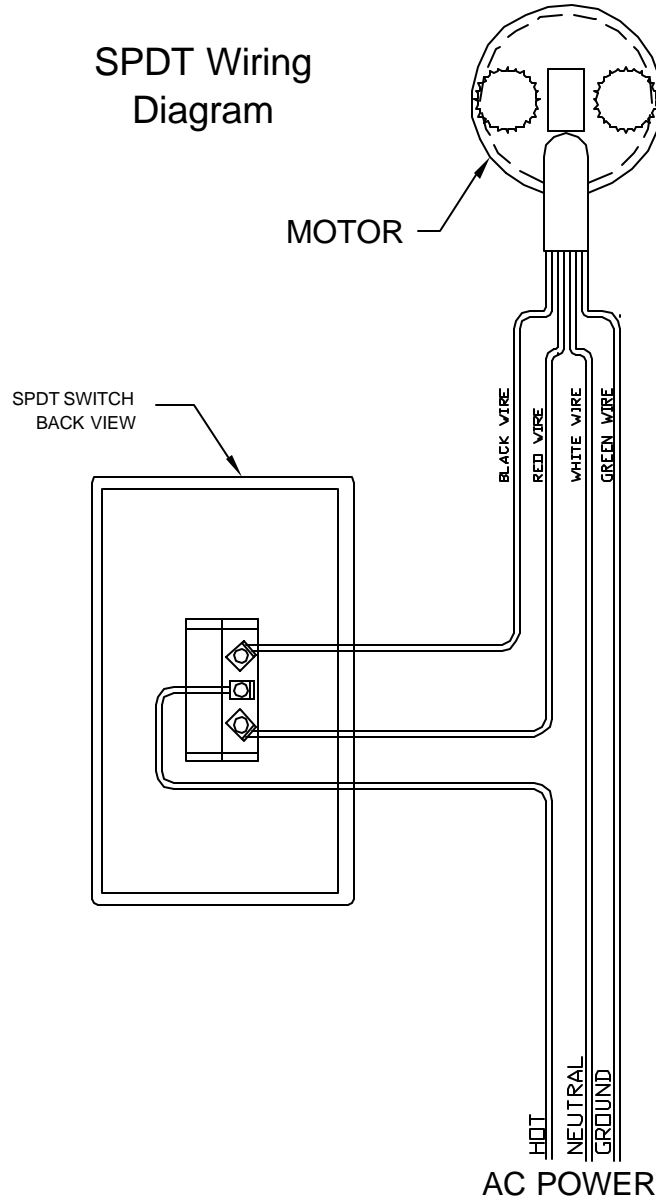 SPDT Wiring
Diagram
MOTOR
SPDT SWITCH
BACK VIEW
BLACK WIRE
RED WIRE
WHITE WIRE
GREEN WIRE
HOT
NEUTRAL
GROUND
AC POWER